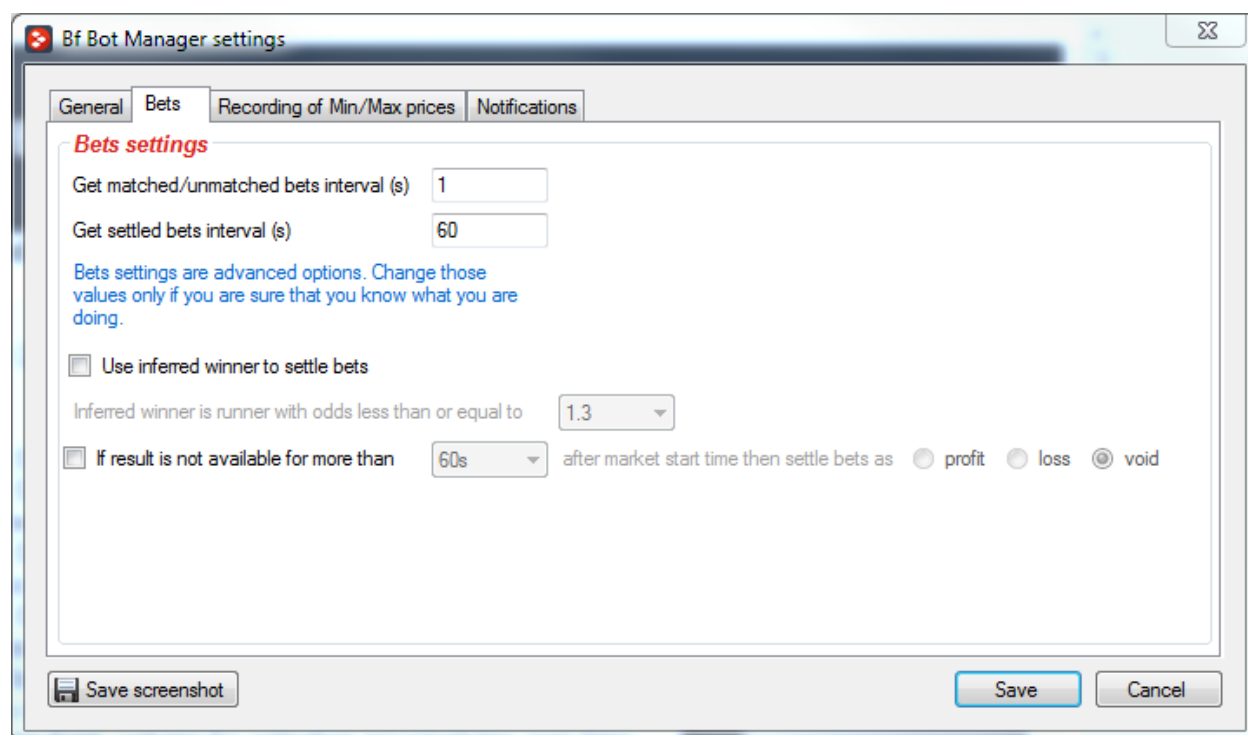 Bf Bot Manager settings
General Bets Recording of Min/Max prices Notifications
Bets settings
Get matched/unmatched bets interval (s) 1
Get settled bets interval (s) 60
Bets settings are advanced options. Change those
values only if you are sure that you know what you are
doing.
Use inferred winner to settle bets
Inferred winner is runner with odds less than or equal to 1.3
If result is not available for more than 60s after market start time then settle bets as profit loss void
Save screenshot Save Cancel